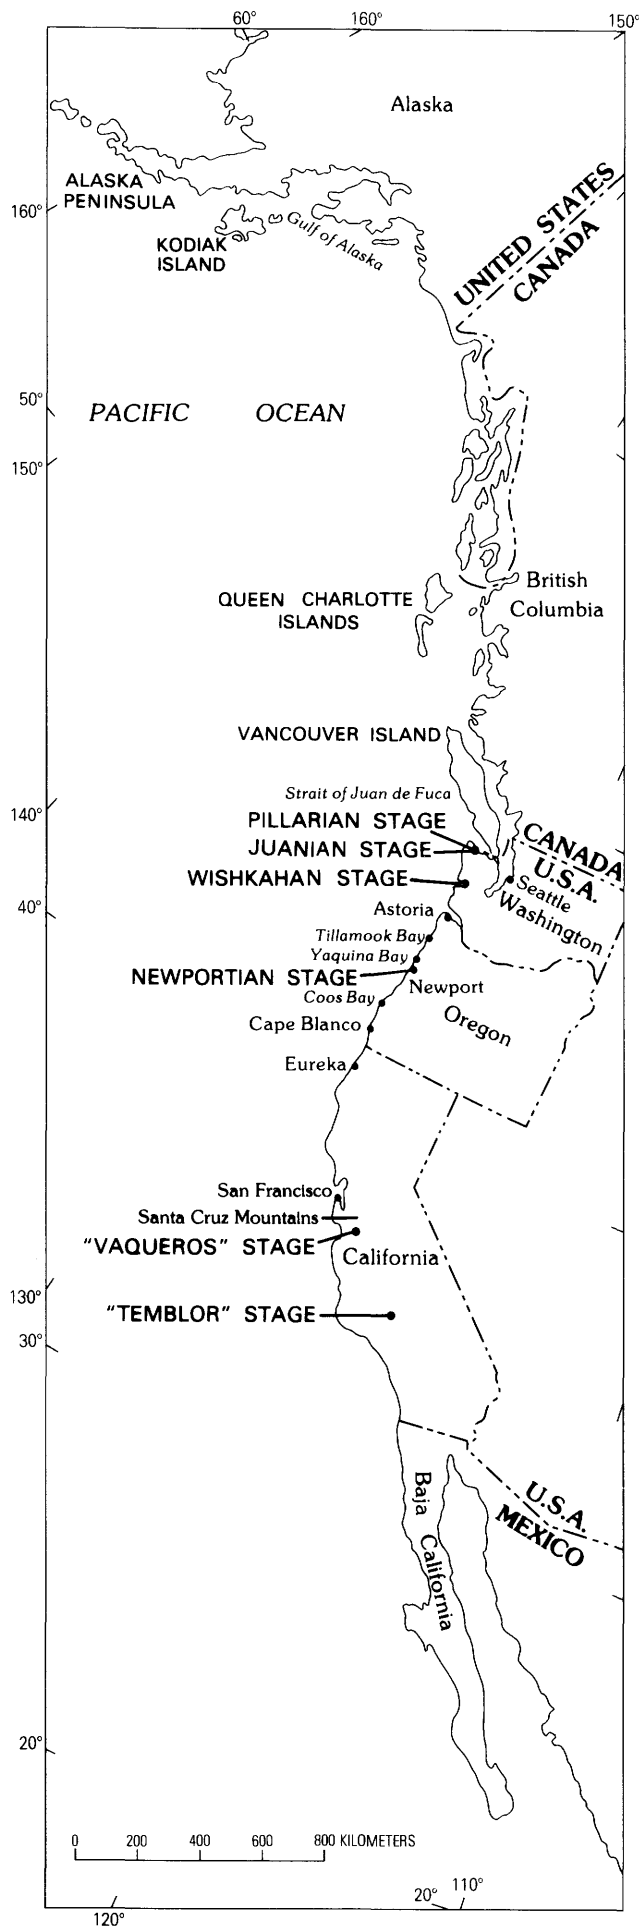 60° 160° 150°
Alaska
ALASKA
PENINSULA
160°
KODIAK
ISLAND
Gulf of Alaska
UNITED STATES
CANADA
50°
PACIFIC OCEAN
150°
British
Columbia
QUEEN CHARLOTTE
ISLANDS
VANCOUVER ISLAND
Strait of Juan de Fuca
140°
PILLARIAN STAGE
JUANIAN STAGE
CANADA
U.S.A.
WISHKAHAN STAGE
Seattle
Washington
40°
Astoria
Tillamook Bay
Yaquina Bay
NEWPORTIAN STAGE
Newport
Coos Bay
Oregon
Cape Blanco
Eureka
San Francisco
Santa Cruz Mountains
"VAQUEROS" STAGE
California
130°
"TEMBLOR" STAGE
30°
Baja
California
U.S.A.
MEXICO
20°
0 200 400 600 800 KILOMETERS
120° 20° 110°